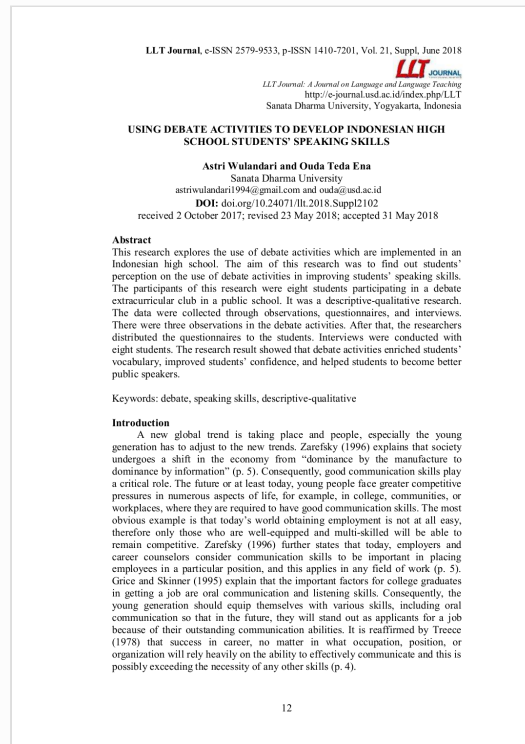 LLT Journal, e-ISSN 2579-9533, p-ISSN 1410-7201, Vol. 21, Suppl, June 2018
LLT JOURNAL
LLT Journal: A Journal on Language and Language Teaching
http://e-journal.usd.ac.id/index.php/LLT
Sanata Dharma University, Yogyakarta, Indonesia
USING DEBATE ACTIVITIES TO DEVELOP INDONESIAN HIGH
SCHOOL STUDENTS' SPEAKING SKILLS
Astri Wulandari and Ouda Teda Ena
Sanata Dharma University
astriwulandari1994@gmail.com and ouda@usd.ac.id
DOI: doi.org/10.24071/llt.2018.Suppl2102
received 2 October 2017; revised 23 May 2018; accepted 31 May 2018
Abstract
This research explores the use of debate activities which are implemented in an
Indonesian high school. The aim of this research was to find out students'
perception on the use of debate activities in improving students' speaking skills.
The participants of this research were eight students participating in a debate
extracurricular club in a public school. It was a descriptive-qualitative research.
The data were collected through observations, questionnaires, and interviews.
There were three observations in the debate activities. After that, the researchers
distributed the questionnaires to the students. Interviews were conducted with
eight students. The research result showed that debate activities enriched students'
vocabulary, improved students' confidence, and helped students to become better
public speakers.
Keywords: debate, speaking skills, descriptive-qualitative
Introduction
A new global trend is taking place and people, especially the young
generation has to adjust to the new trends. Zarefsky (1996) explains that society
undergoes a shift in the economy from "dominance by the manufacture to
dominance by information" (p. 5). Consequently, good communication skills play
a critical role. The future or at least today, young people face greater competitive
pressures in numerous aspects of life, for example, in college, communities, or
workplaces, where they are required to have good communication skills. The most
obvious example is that today's world obtaining employment is not at all easy,
therefore only those who are well-equipped and multi-skilled will be able to
remain competitive. Zarefsky (1996) further states that today, employers and
career counselors consider communication skills to be important in placing
employees in a particular position, and this applies in any field of work (p. 5).
Grice and Skinner (1995) explain that the important factors for college graduates
in getting a job are oral communication and listening skills. Consequently, the
young generation should equip themselves with various skills, including oral
communication so that in the future, they will stand out as applicants for a job
because of their outstanding communication abilities. It is reaffirmed by Treece
(1978) that success in career, no matter in what occupation, position, or
organization will rely heavily on the ability to effectively communicate and this is
possibly exceeding the necessity of any other skills (p. 4).
12